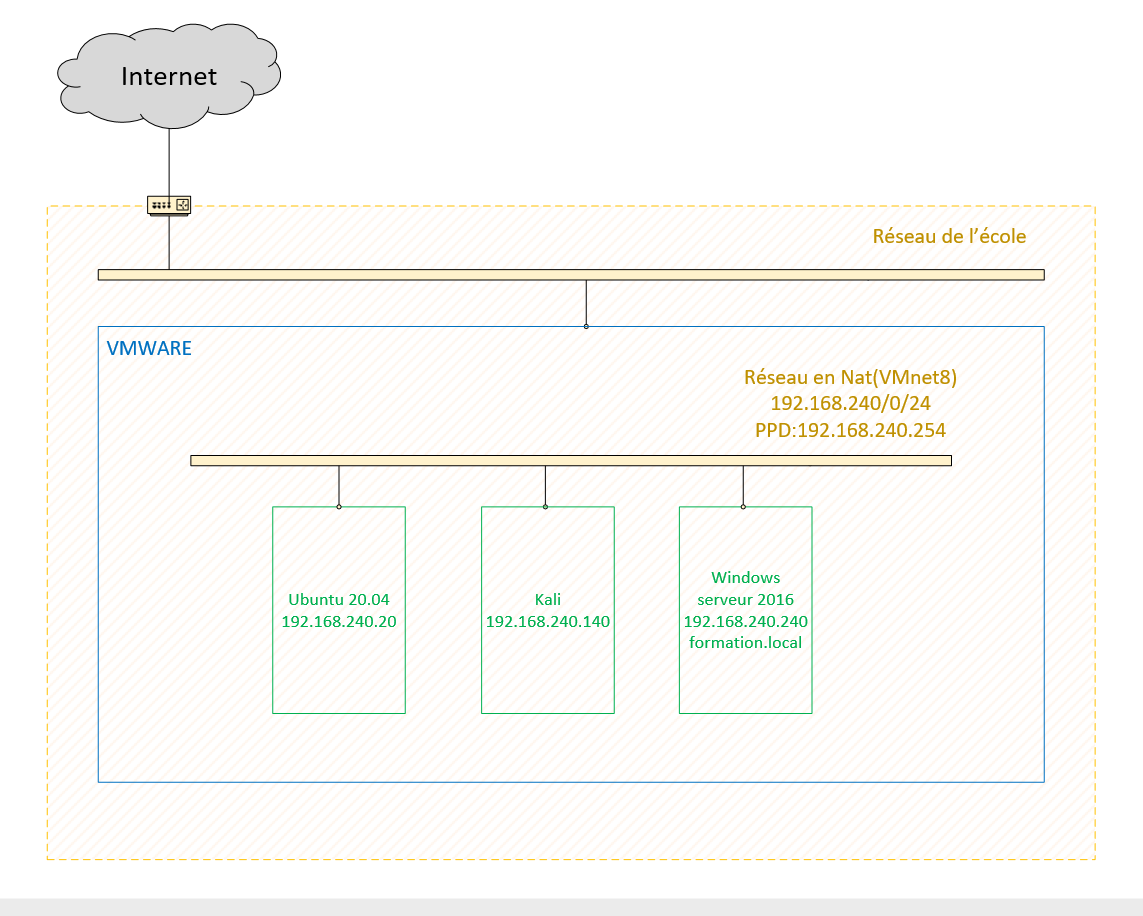 Internet
Réseau de l’école
VMWARE
Réseau en Nat(VMnet8)
192.168.240/0/24
PPD:192.168.240.254
Ubuntu 20.04
192.168.240.20
Kali
192.168.240.140
Windows
serveur 2016
192.168.240.240
formation.local